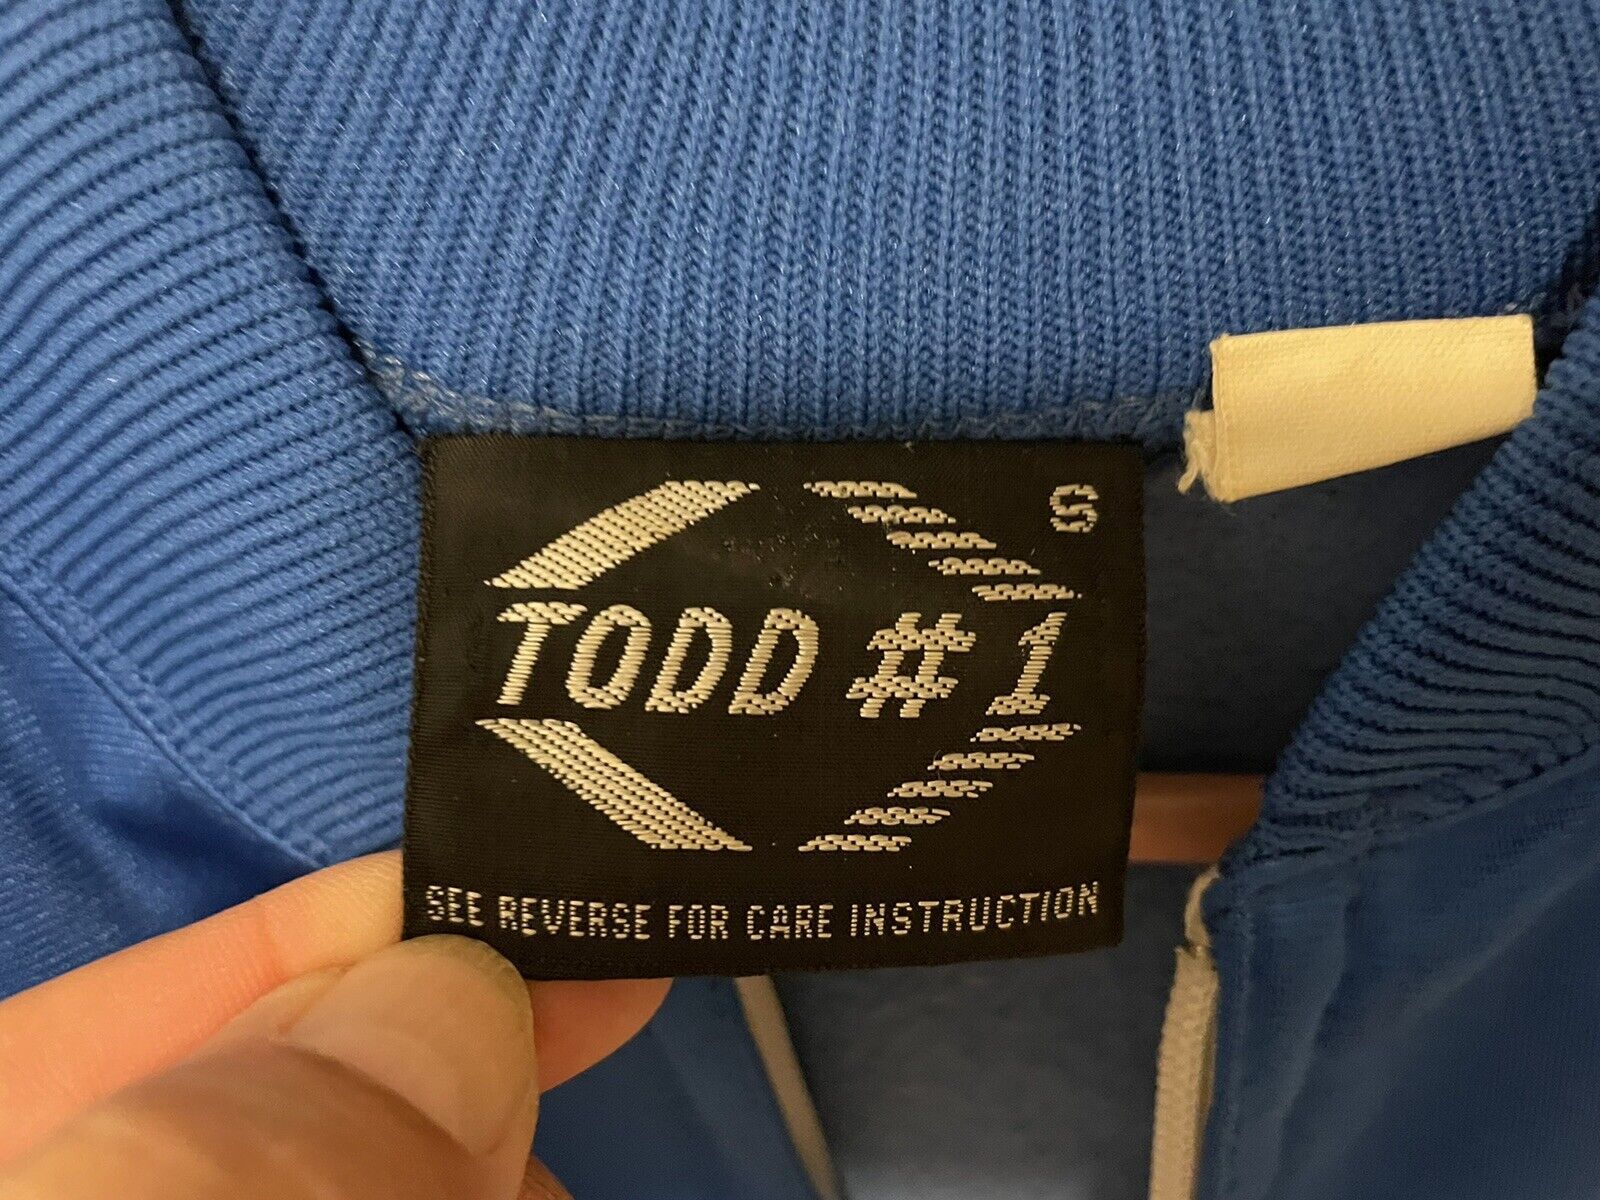 S
TODD #1
SEE REVERSE FOR CARE INSTRUCTION